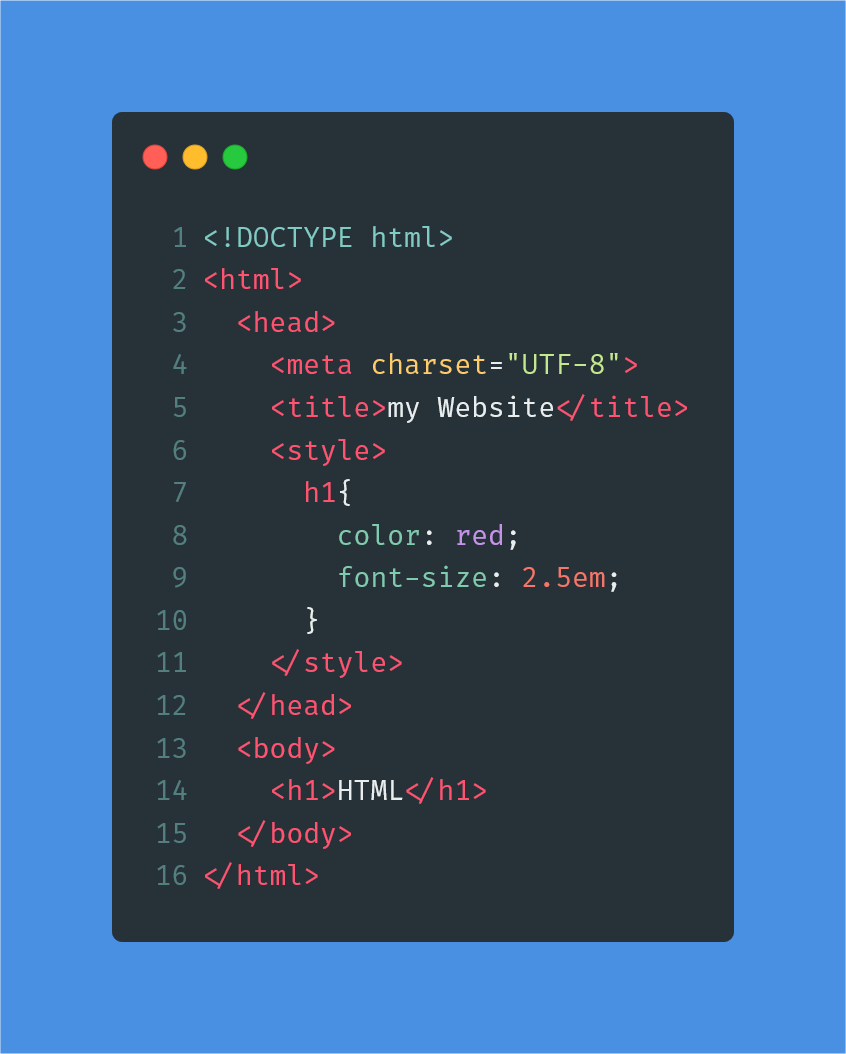 1 <!DOCTYPE html>
2 <html>
3   <head>
4     <meta charset="UTF-8">
5     <title>my Website</title>
6     <style>
7       h1{
8         color: red;
9         font-size: 2.5em;
10       }
11     </style>
12   </head>
13   <body>
14     <h1>HTML</h1>
15   </body>
16 </html>